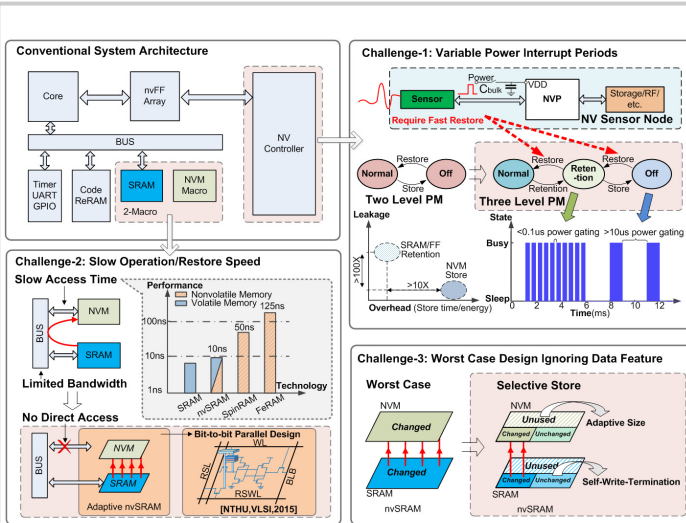 Conventional System Architecture
Core
nvFF
Array
NV
Controller
BUS
Timer
UART
GPIO
Code
ReRAM
SRAM
NVM
Macro
2-Macro
Challenge-1: Variable Power Interrupt Periods
Power
Cbulk
VDD
Sensor
NVP
Storage/RF/
etc.
NV Sensor Node
Require Fast Restore
Restore
Normal
Off
Store
Two Level PM
Restore
Restore
Normal
Reten
-tion
Off
Retention
Store
Three Level PM
Leakage
>100X
SRAM/FF
Retention
>10X
NVM
Store
Overhead (Store time/energy)
State
<0.1us power gating
>10us power gating
Busy
Sleep
1 2 3 4 5 6
8 9
11 12
Time(ms)
Challenge-2: Slow Operation/Restore Speed
Slow Access Time
BUS
NVM
SRAM
Limited Bandwidth
Performance
Nonvolatile Memory
Volatile Memory
125ns
100ns
50ns
10ns
10ns
1ns
Technology
SRAM
nvSRAM
SpinRAM
FeRAM
No Direct Access
BUS
NVM
SRAM
Adaptive nvSRAM
Bit-to-bit Parallel Design
WL
RSL
BLB
RSWL
[NTHU,VLSI,2015]
Challenge-3: Worst Case Design Ignoring Data Feature
Worst Case
NVM
Changed
Changed
SRAM
nvSRAM
Selective Store
NVM
Unused
Changed
Unchanged
Adaptive Size
Unused
Changed
Unchanged
Self-Write-Termination
SRAM
nvSRAM